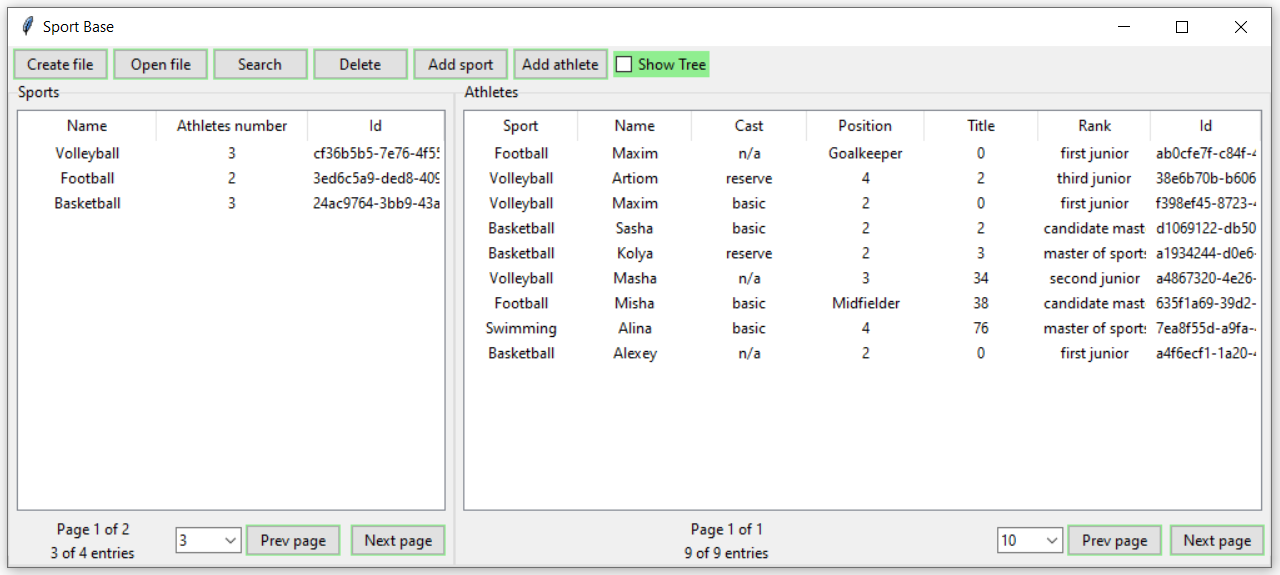 Sport Base
Create file Open file Search Delete Add sport Add athlete Show Tree
Sports
Name Athletes number Id
Volleyball 3 cf36b5b5-7e76-4f55
Football 2 3ed6c5a9-ded8-409
Basketball 3 24ac9764-3bb9-43a
Page 1 of 2
3 of 4 entries
3 Prev page Next page
Athletes
Sport Name Cast Position Title Rank Id
Football Maxim n/a Goalkeeper 0 first junior ab0cfe7f-c84f-4
Volleyball Artiom reserve 4 2 third junior 38e6b70b-b606
Volleyball Maxim basic 2 0 first junior f398ef45-8723-4
Basketball Sasha basic 2 2 candidate mast d1069122-db50
Basketball Kolya reserve 2 3 master of sports a1934244-d0e6-
Volleyball Masha n/a 3 34 second junior a4867320-4e26-
Football Misha basic Midfielder 38 candidate mast 635f1a69-39d2-
Swimming Alina basic 4 76 master of sports 7ea8f55d-a9fa-
Basketball Alexey n/a 2 0 first junior a4f6ecf1-1a20-4
Page 1 of 1
9 of 9 entries
10 Prev page Next page